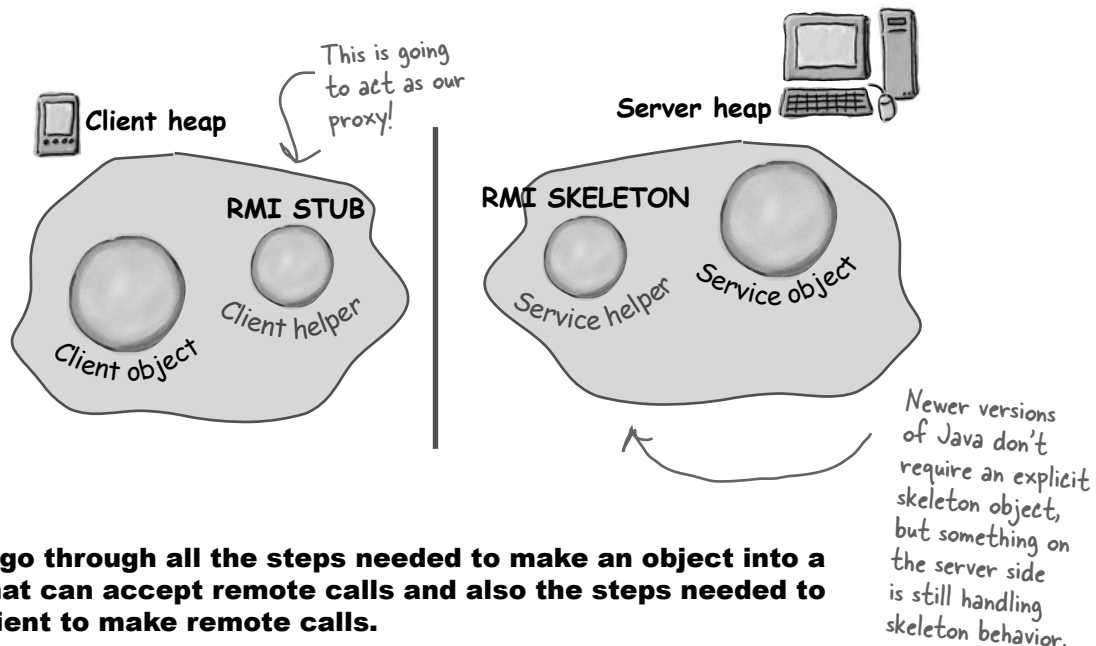 This is going
to act as our
proxy!
Client heap
Server heap
RMI STUB
RMI SKELETON
Client helper
Client object
Service helper
Service object
Newer versions
of Java don't
require an explicit
skeleton object,
but something on
the server side
is still handling
skeleton behavior.
go through all the steps needed to make an object into a
hat can accept remote calls and also the steps needed to
ient to make remote calls.